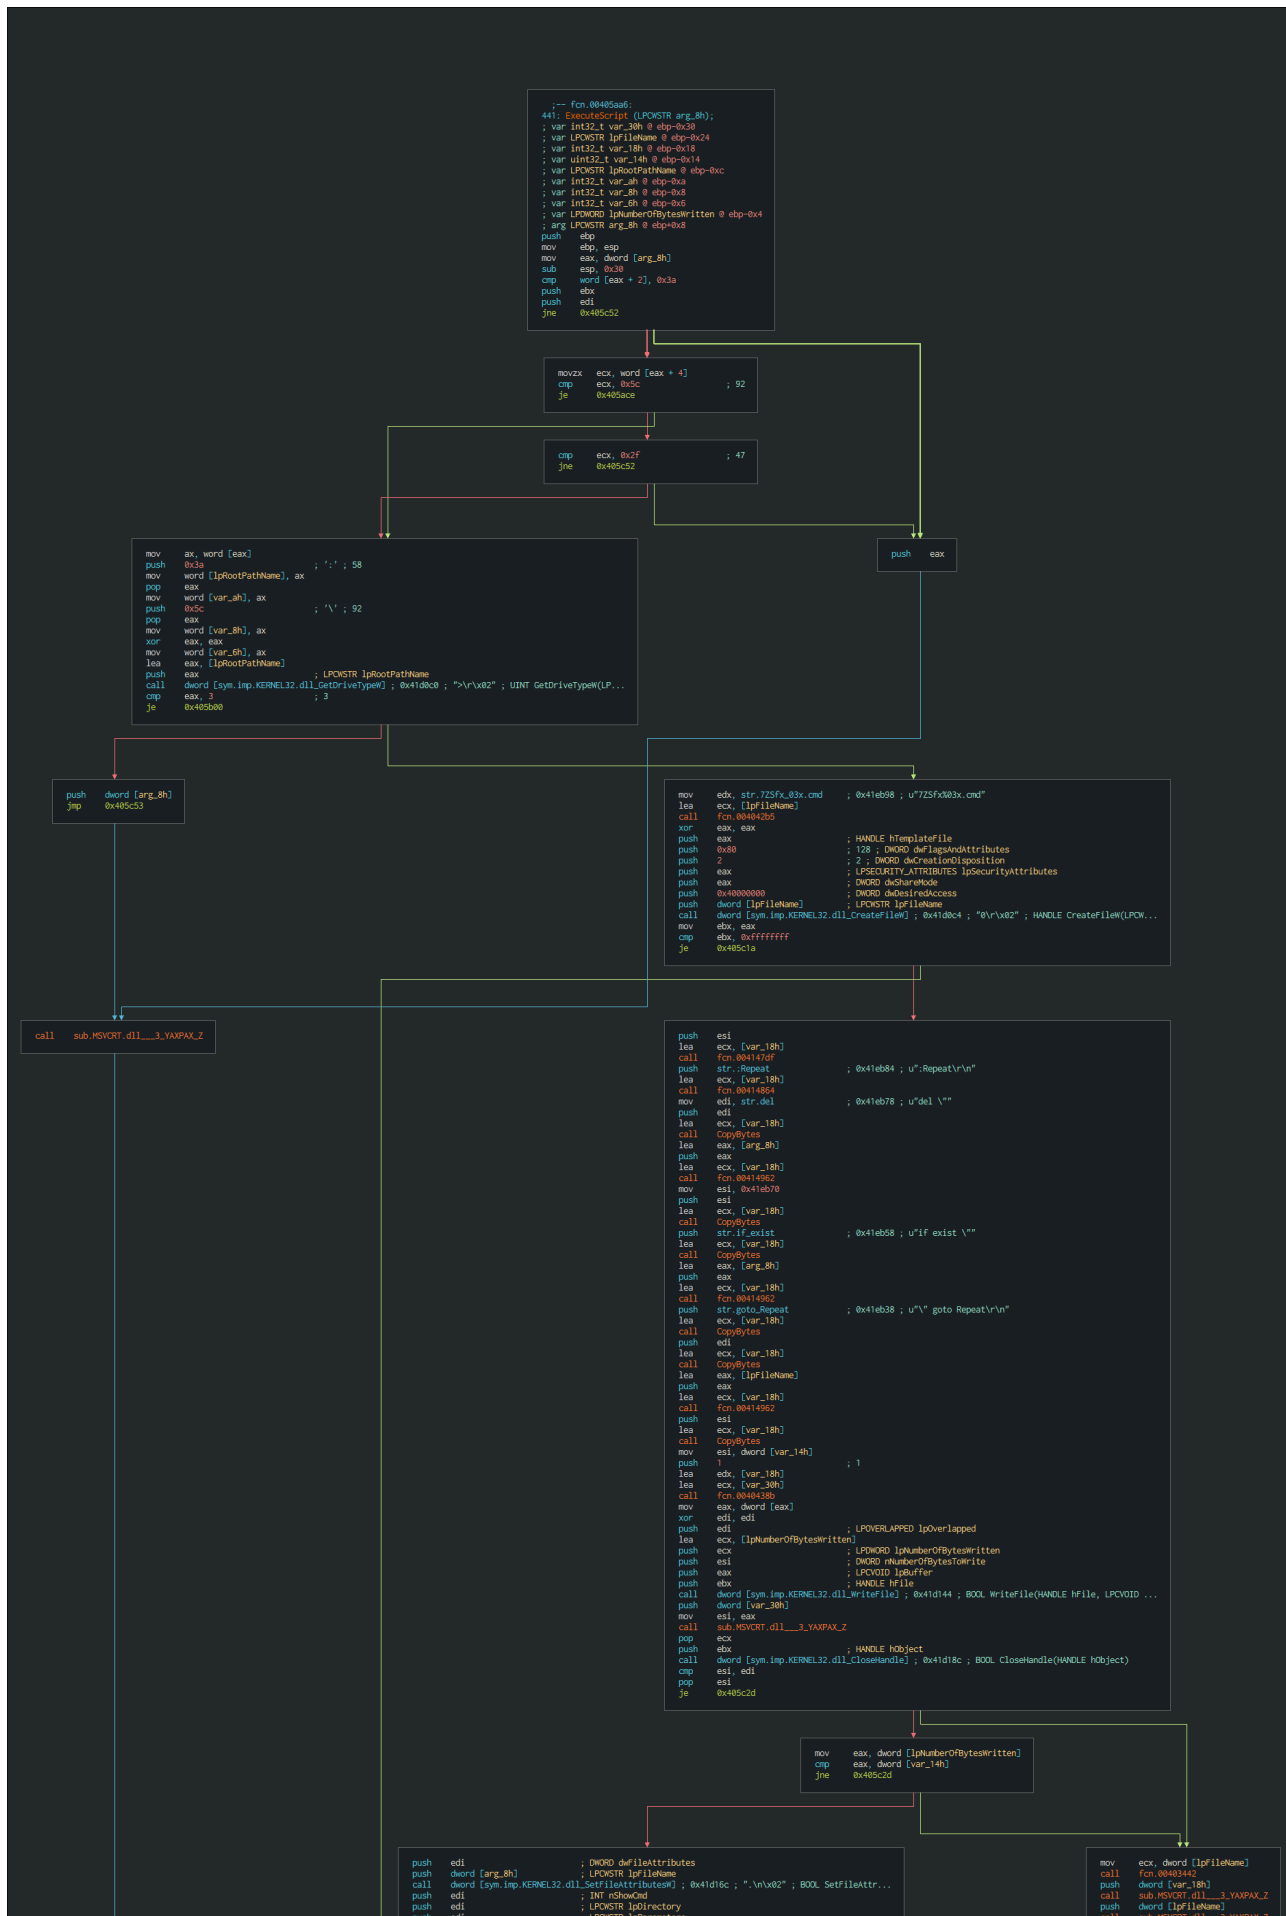 ;-- fcn.00405aa6:
441: ExecuteScript (LPCWSTR arg_8h);
; var int32_t var_30h @ ebp-0x30
; var LPCWSTR lpFileName @ ebp-0x24
; var int32_t var_18h @ ebp-0x18
; var uint32_t var_14h @ ebp-0x14
; var LPCWSTR lpRootPathName @ ebp-0xc
; var int32_t var_ah @ ebp-0xa
; var int32_t var_8h @ ebp-0x8
; var int32_t var_6h @ ebp-0x6
; var LPDWORD lpNumberOfBytesWritten @ ebp-0x4
; arg LPCWSTR arg_8h @ ebp+0x8
push ebp
mov ebp, esp
mov eax, dword [arg_8h]
sub esp, 0x30
cmp word [eax + 2], 0x3a
push ebx
push edi
jne 0x405c52
movzx ecx, word [eax + 4]
cmp ecx, 0x5c ; 92
je 0x405ace
cmp ecx, 0x2f ; 47
jne 0x405c52
mov ax, word [eax]
push 0x3a ; ':' ; 58
mov word [lpRootPathName], ax
pop eax
mov word [var_ah], ax
push 0x5c ; '\' ; 92
pop eax
mov word [var_8h], ax
xor eax, eax
mov word [var_6h], ax
lea eax, [lpRootPathName]
push eax ; LPCWSTR lpRootPathName
call dword [sym.imp.KERNEL32.dll_GetDriveTypeW] ; 0x41d0c0 ; ">\r\x02" ; UINT GetDriveTypeW(LP...
cmp eax, 3 ; 3
je 0x405b00
push eax
push dword [arg_8h]
jmp 0x405c53
mov edx, str.7ZSfx_03x.cmd ; 0x41eb98 ; u"7ZSfx%03x.cmd"
lea ecx, [lpFileName]
call fcn.004042b5
xor eax, eax
push eax ; HANDLE hTemplateFile
push 0x80 ; 128 ; DWORD dwFlagsAndAttributes
push 2 ; 2 ; DWORD dwCreationDisposition
push eax ; LPSECURITY_ATTRIBUTES lpSecurityAttributes
push eax ; DWORD dwShareMode
push 0x40000000 ; DWORD dwDesiredAccess
push dword [lpFileName] ; LPCWSTR lpFileName
call dword [sym.imp.KERNEL32.dll_CreateFileW] ; 0x41d0c4 ; "0\r\x02" ; HANDLE CreateFileW(LPCW...
mov ebx, eax
cmp ebx, 0xffffffff
je 0x405c1a
call sub.MSVCRT.dll___3_YAXPAX_Z
push esi
lea ecx, [var_18h]
call fcn.004147df
push str.:Repeat ; 0x41eb84 ; u":Repeat\r\n"
lea ecx, [var_18h]
call fcn.00414864
mov edi, str.del ; 0x41eb78 ; u"del \""
push edi
lea ecx, [var_18h]
call CopyBytes
lea eax, [arg_8h]
push eax
lea ecx, [var_18h]
call fcn.00414962
mov esi, 0x41eb70
push esi
lea ecx, [var_18h]
call CopyBytes
push str.if_exist ; 0x41eb58 ; u"if exist \""
lea ecx, [var_18h]
call CopyBytes
lea eax, [arg_8h]
push eax
lea ecx, [var_18h]
call fcn.00414962
push str.goto_Repeat ; 0x41eb38 ; u"\" goto Repeat\r\n"
lea ecx, [var_18h]
call CopyBytes
push edi
lea ecx, [var_18h]
call CopyBytes
lea eax, [lpFileName]
push eax
lea ecx, [var_18h]
call fcn.00414962
push esi
lea ecx, [var_18h]
call CopyBytes
mov esi, dword [var_14h]
push 1 ; 1
lea edx, [var_18h]
lea ecx, [var_30h]
call fcn.0040438b
mov eax, dword [eax]
xor edi, edi
push edi ; LPOVERLAPPED lpOverlapped
lea ecx, [lpNumberOfBytesWritten]
push ecx ; LPDWORD lpNumberOfBytesWritten
push esi ; DWORD nNumberOfBytesToWrite
push eax ; LPCVOID lpBuffer
push ebx ; HANDLE hFile
call dword [sym.imp.KERNEL32.dll_WriteFile] ; 0x41d144 ; BOOL WriteFile(HANDLE hFile, LPCVOID ...
push dword [var_30h]
mov esi, eax
call sub.MSVCRT.dll___3_YAXPAX_Z
pop ecx
push ebx ; HANDLE hObject
call dword [sym.imp.KERNEL32.dll_CloseHandle] ; 0x41d18c ; BOOL CloseHandle(HANDLE hObject)
cmp esi, edi
pop esi
je 0x405c2d
mov eax, dword [lpNumberOfBytesWritten]
cmp eax, dword [var_14h]
jne 0x405c2d
push edi ; DWORD dwFileAttributes
push dword [arg_8h] ; LPCWSTR lpFileName
call dword [sym.imp.KERNEL32.dll_SetFileAttributesW] ; 0x41d16c ; ".\n\x02" ; BOOL SetFileAttr...
push edi ; INT nShowCmd
push edi ; LPCWSTR lpDirectory
mov ecx, dword [lpFileName]
call fcn.00403442
push dword [var_18h]
call sub.MSVCRT.dll___3_YAXPAX_Z
push dword [lpFileName]